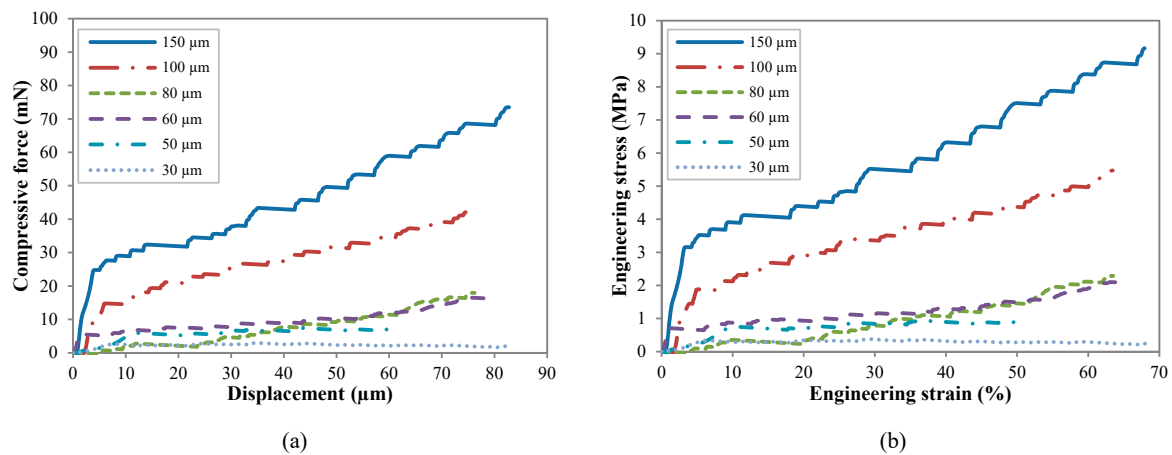 100
90
80
70
60
50
40
30
20
10
0
Compressive force (mN)
150 µm
100 µm
80 µm
60 µm
50 µm
30 µm
0 10 20 30 40 50 60 70 80 90
Displacement (µm)
(a)
10
9
8
7
6
5
4
3
2
1
0
Engineering stress (MPa)
150 µm
100 µm
80 µm
60 µm
50 µm
30 µm
0 10 20 30 40 50 60 70
Engineering strain (%)
(b)